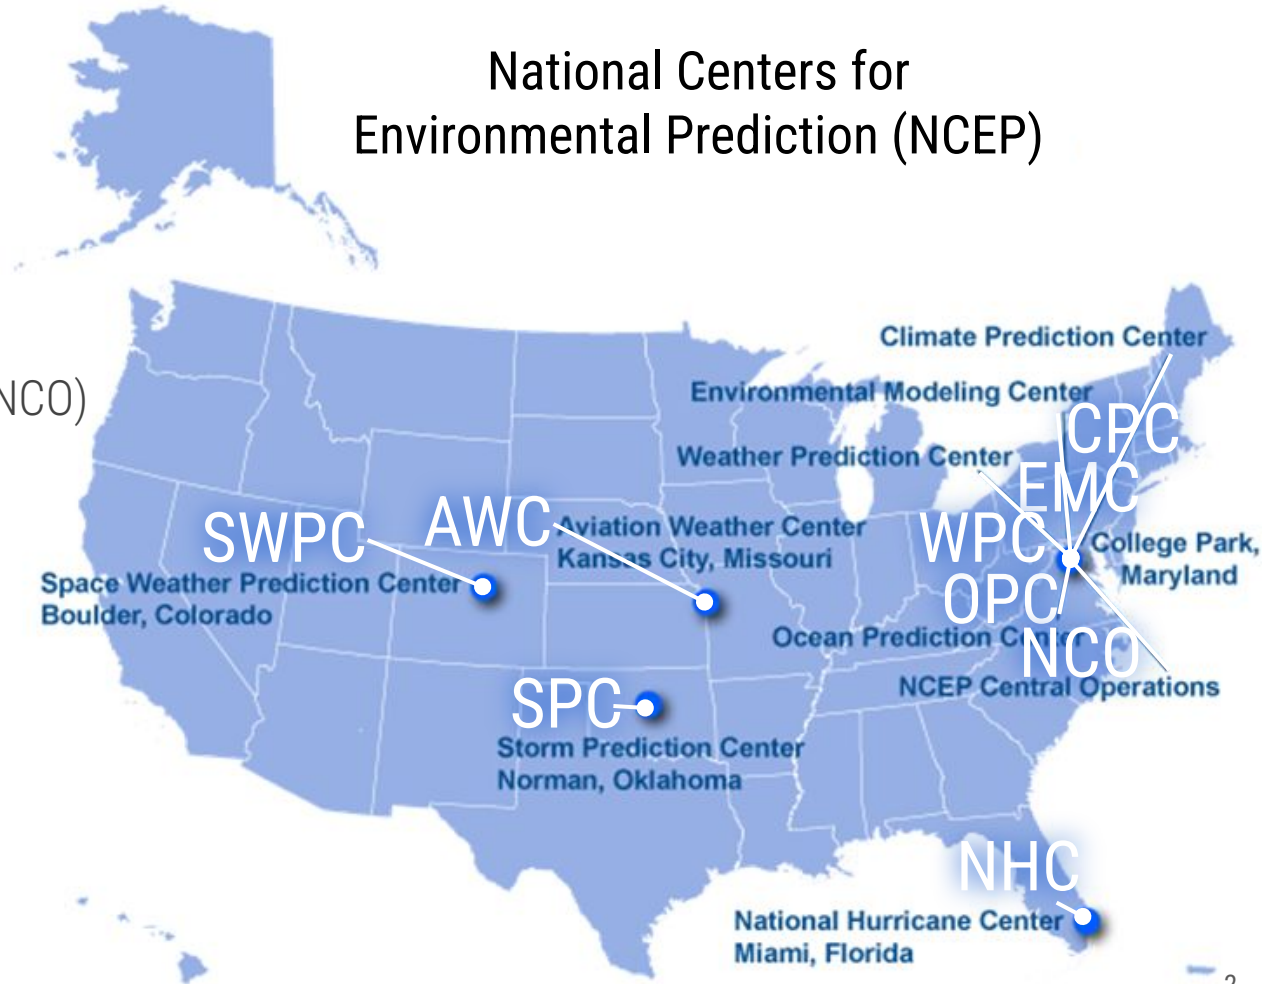 National Centers for
Environmental Prediction (NCEP)
Climate Prediction Center
NCO)
Environmental Modeling Center
CPC
Weather Prediction Center
EMC
AWC
SWPC
Aviation Weather Center
Kansas City, Missouri
WPC
College Park,
Maryland
Space Weather Prediction Center
Boulder, Colorado
OPC
Ocean Prediction Center
NCO
NCEP Central Operations
SPC
Storm Prediction Center
Norman, Oklahoma
NHC
National Hurricane Center
Miami, Florida